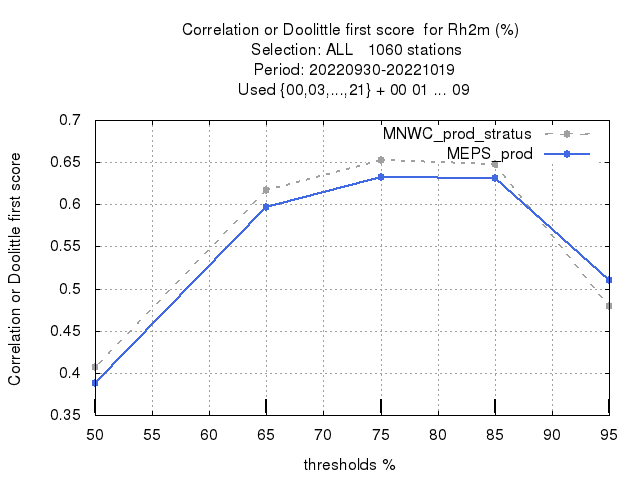 Correlation or Doolittle first score  for Rh2m (%)
Selection: ALL   1060 stations
Period: 20220930-20221019
Used {00,03,...,21} + 00 01 ... 09
MNWC_prod_stratus
MEPS_prod
Correlation or Doolittle first score
0.7
0.65
0.6
0.55
0.5
0.45
0.4
0.35
50 55 60 65 70 75 80 85 90 95
thresholds %